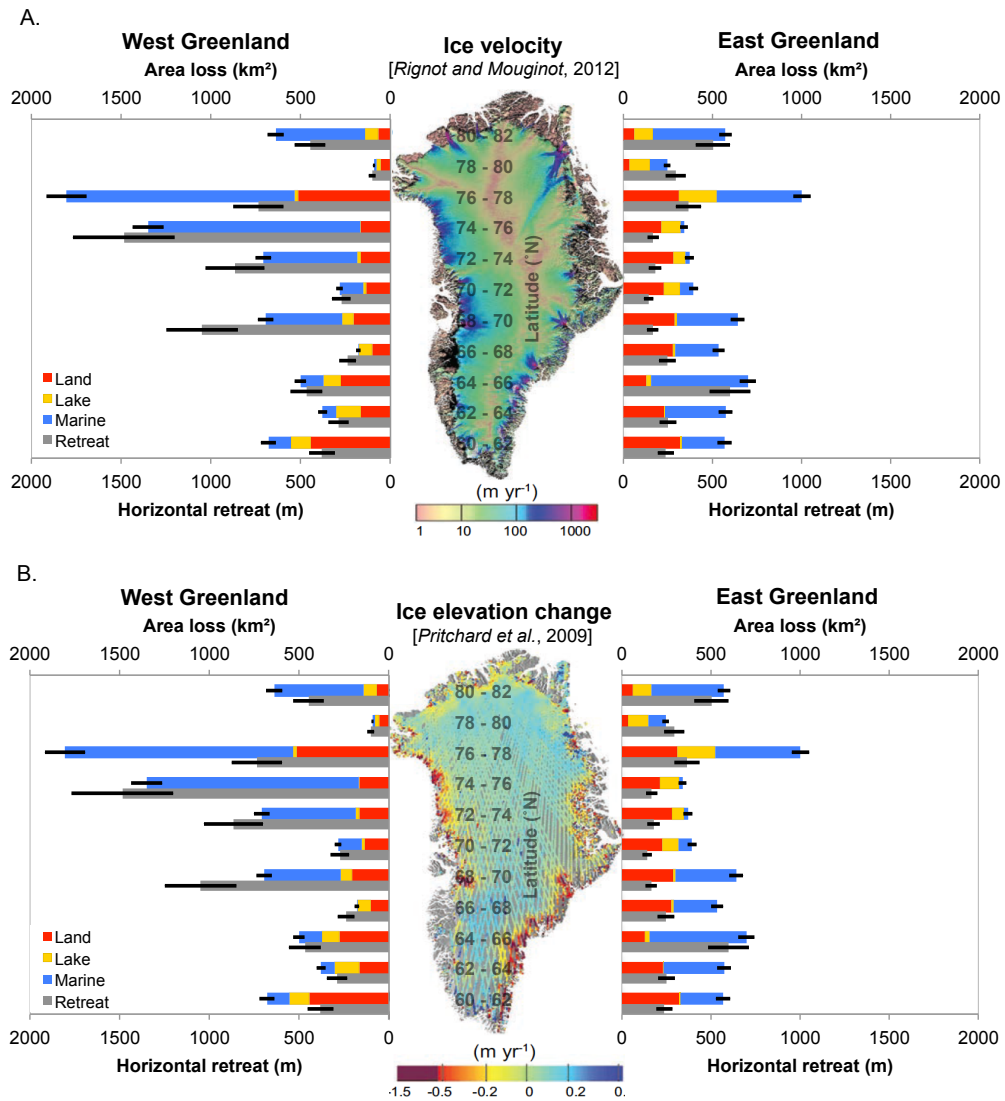 A.
West Greenland
Area loss (km²)
2000 1500 1000 500 0
Ice velocity
[Rignot and Mouginot, 2012]
East Greenland
Area loss (km²)
0 500 1000 1500 2000
80 - 82
78 - 80
76 - 78
74 - 76
72 - 74
70 - 72
68 - 70
66 - 68
64 - 66
62 - 64
60 - 62
Latitude (°N)
Land
Lake
Marine
Retreat
2000 1500 1000 500 0
Horizontal retreat (m)
(m yr⁻¹)
1 10 100 1000
0 500 1000 1500 2000
Horizontal retreat (m)
B.
West Greenland
Area loss (km²)
2000 1500 1000 500 0
Ice elevation change
[Pritchard et al., 2009]
East Greenland
Area loss (km²)
0 500 1000 1500 2000
80 - 82
78 - 80
76 - 78
74 - 76
72 - 74
70 - 72
68 - 70
66 - 68
64 - 66
62 - 64
60 - 62
Latitude (°N)
Land
Lake
Marine
Retreat
2000 1500 1000 500 0
Horizontal retreat (m)
(m yr⁻¹)
-1.5 -0.5 -0.2 0 0.2 0.
0 500 1000 1500 2000
Horizontal retreat (m)